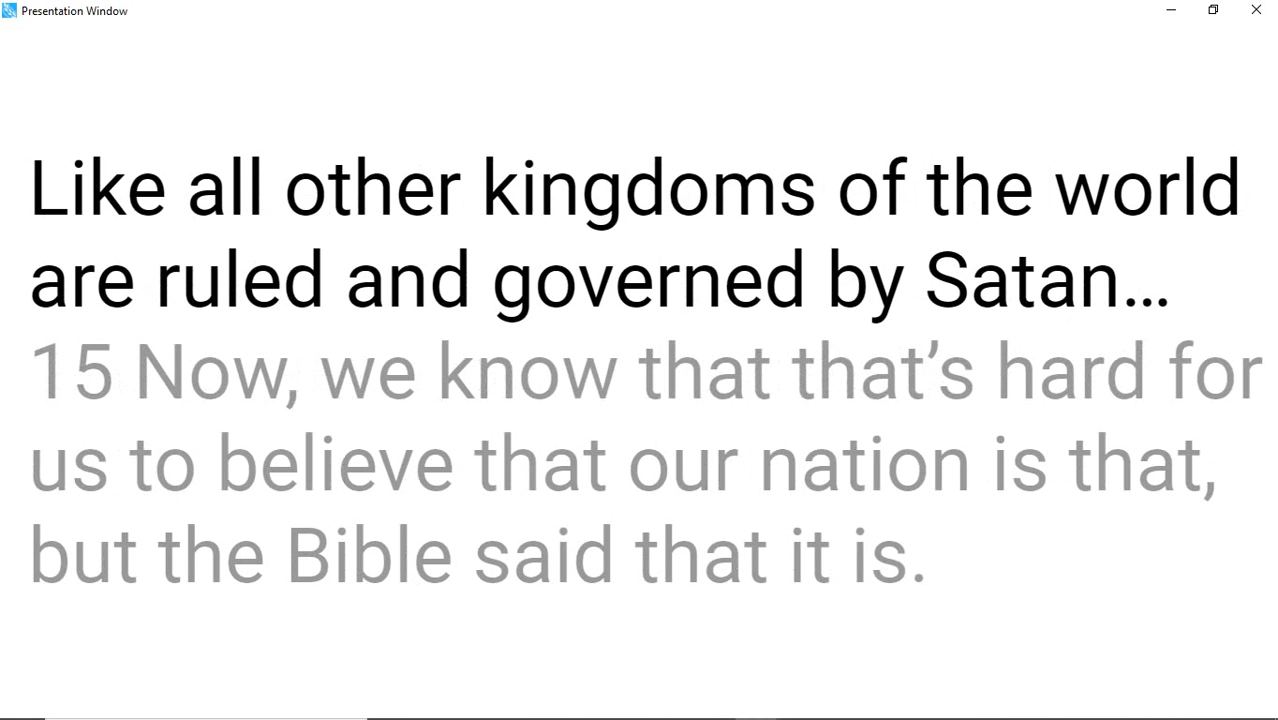 Presentation Window
Like all other kingdoms of the world
are ruled and governed by Satan…
15 Now, we know that that’s hard for
us to believe that our nation is that,
but the Bible said that it is.